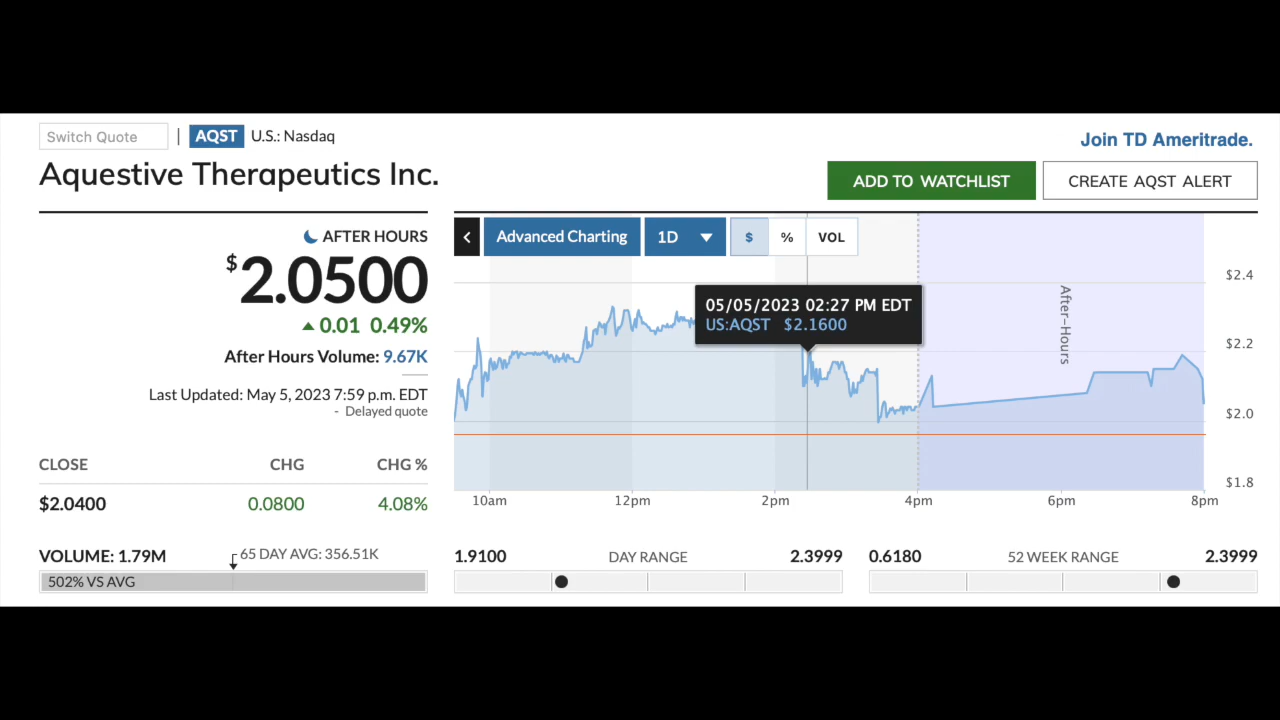 Switch Quote | AQST U.S.: Nasdaq
Join TD Ameritrade.
Aquestive Therapeutics Inc.
ADD TO WATCHLIST
CREATE AQST ALERT
AFTER HOURS
$2.0500
0.01 0.49%
After Hours Volume: 9.67K
Last Updated: May 5, 2023 7:59 p.m. EDT
- Delayed quote
CLOSE CHG CHG %
$2.0400 0.0800 4.08%
VOLUME: 1.79M 65 DAY AVG: 356.51K
502% VS AVG
Advanced Charting 1D $ % VOL
05/05/2023 02:27 PM EDT
US:AQST $2.1600
After-Hours
$2.4
$2.2
$2.0
$1.8
10am 12pm 2pm 4pm 6pm 8pm
1.9100 DAY RANGE 2.3999
0.6180 52 WEEK RANGE 2.3999